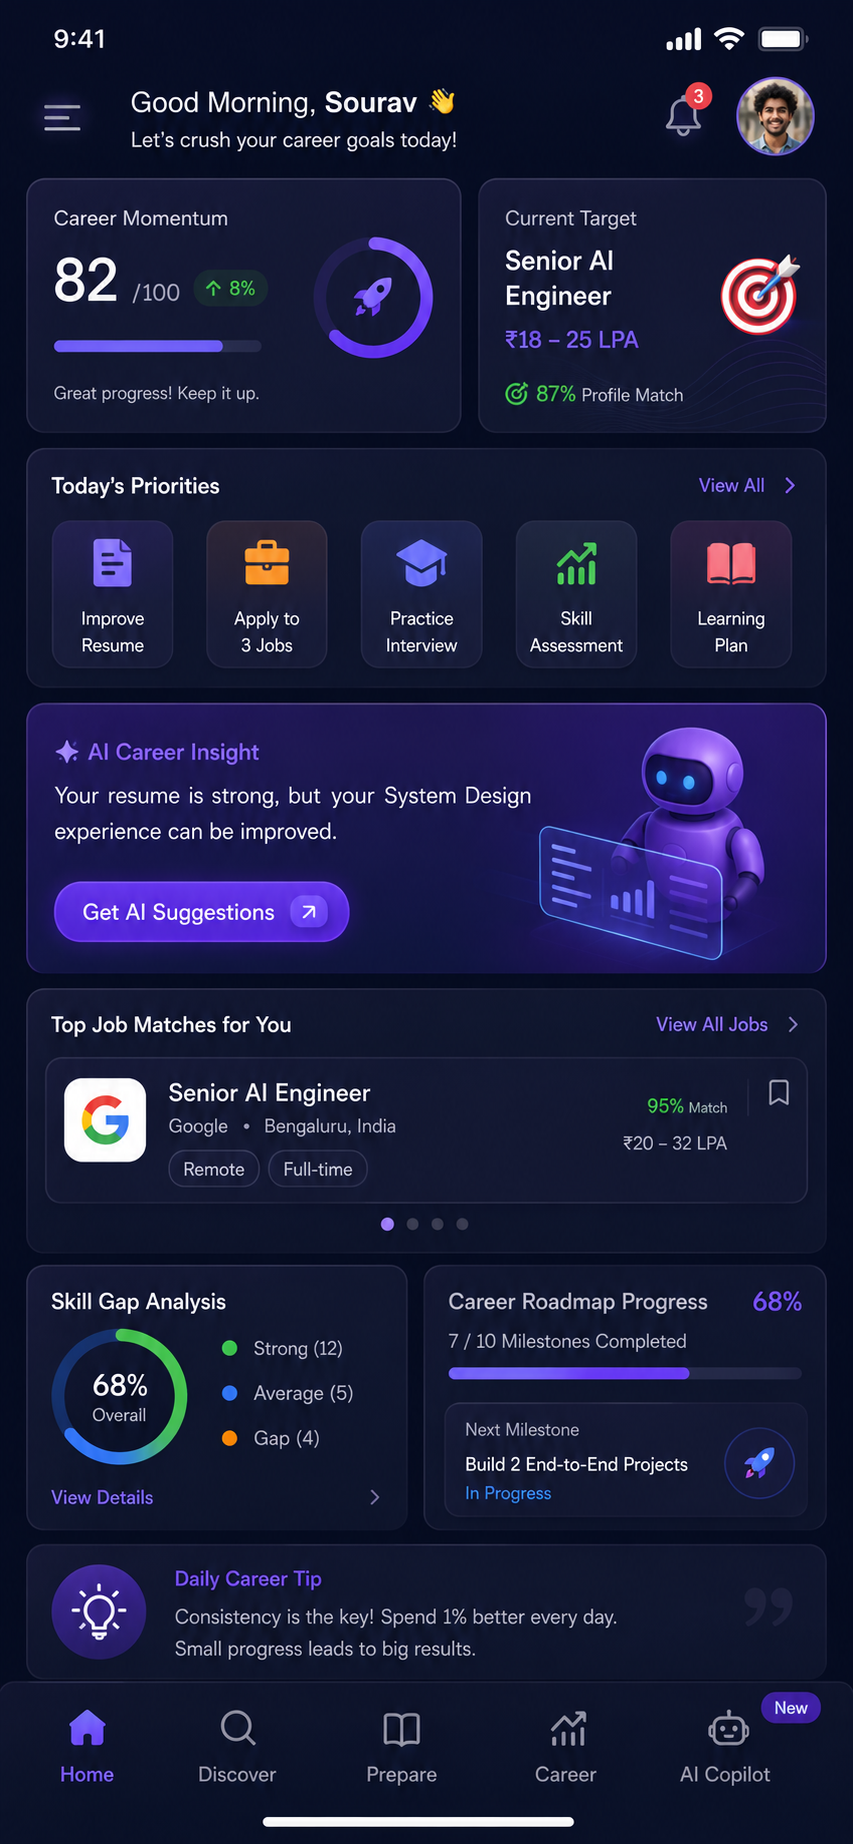 9:41
Good Morning, Sourav 👋
Let's crush your career goals today!
3
Career Momentum
82 /100 ↑ 8%
Great progress! Keep it up.
Current Target
Senior AI
Engineer
₹18 – 25 LPA
87% Profile Match
Today's Priorities
View All >
Improve
Resume
Apply to
3 Jobs
Practice
Interview
Skill
Assessment
Learning
Plan
AI Career Insight
Your resume is strong, but your System Design
experience can be improved.
Get AI Suggestions
Top Job Matches for You
View All Jobs >
Senior AI Engineer
Google • Bengaluru, India
Remote
Full-time
95% Match
₹20 – 32 LPA
Skill Gap Analysis
68%
Overall
Strong (12)
Average (5)
Gap (4)
View Details >
Career Roadmap Progress 68%
7 / 10 Milestones Completed
Next Milestone
Build 2 End-to-End Projects
In Progress
Daily Career Tip
Consistency is the key! Spend 1% better every day.
Small progress leads to big results.
”
New
Home
Discover
Prepare
Career
AI Copilot